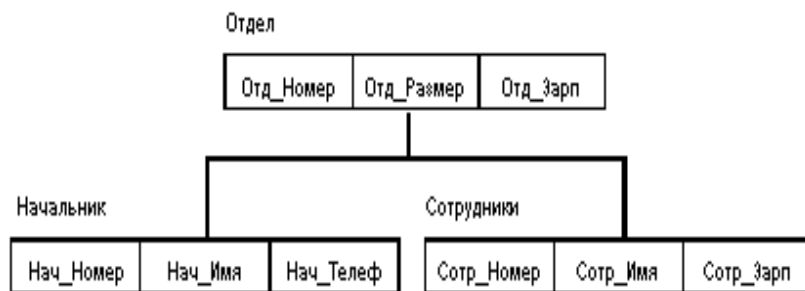 Отдел
Отд_Номер Отд_Размер Отд_Зарп
Начальник Сотрудники
Нач_Номер Нач_Имя Нач_Телеф Сотр_Номер Сотр_Имя Сотр_Зарп